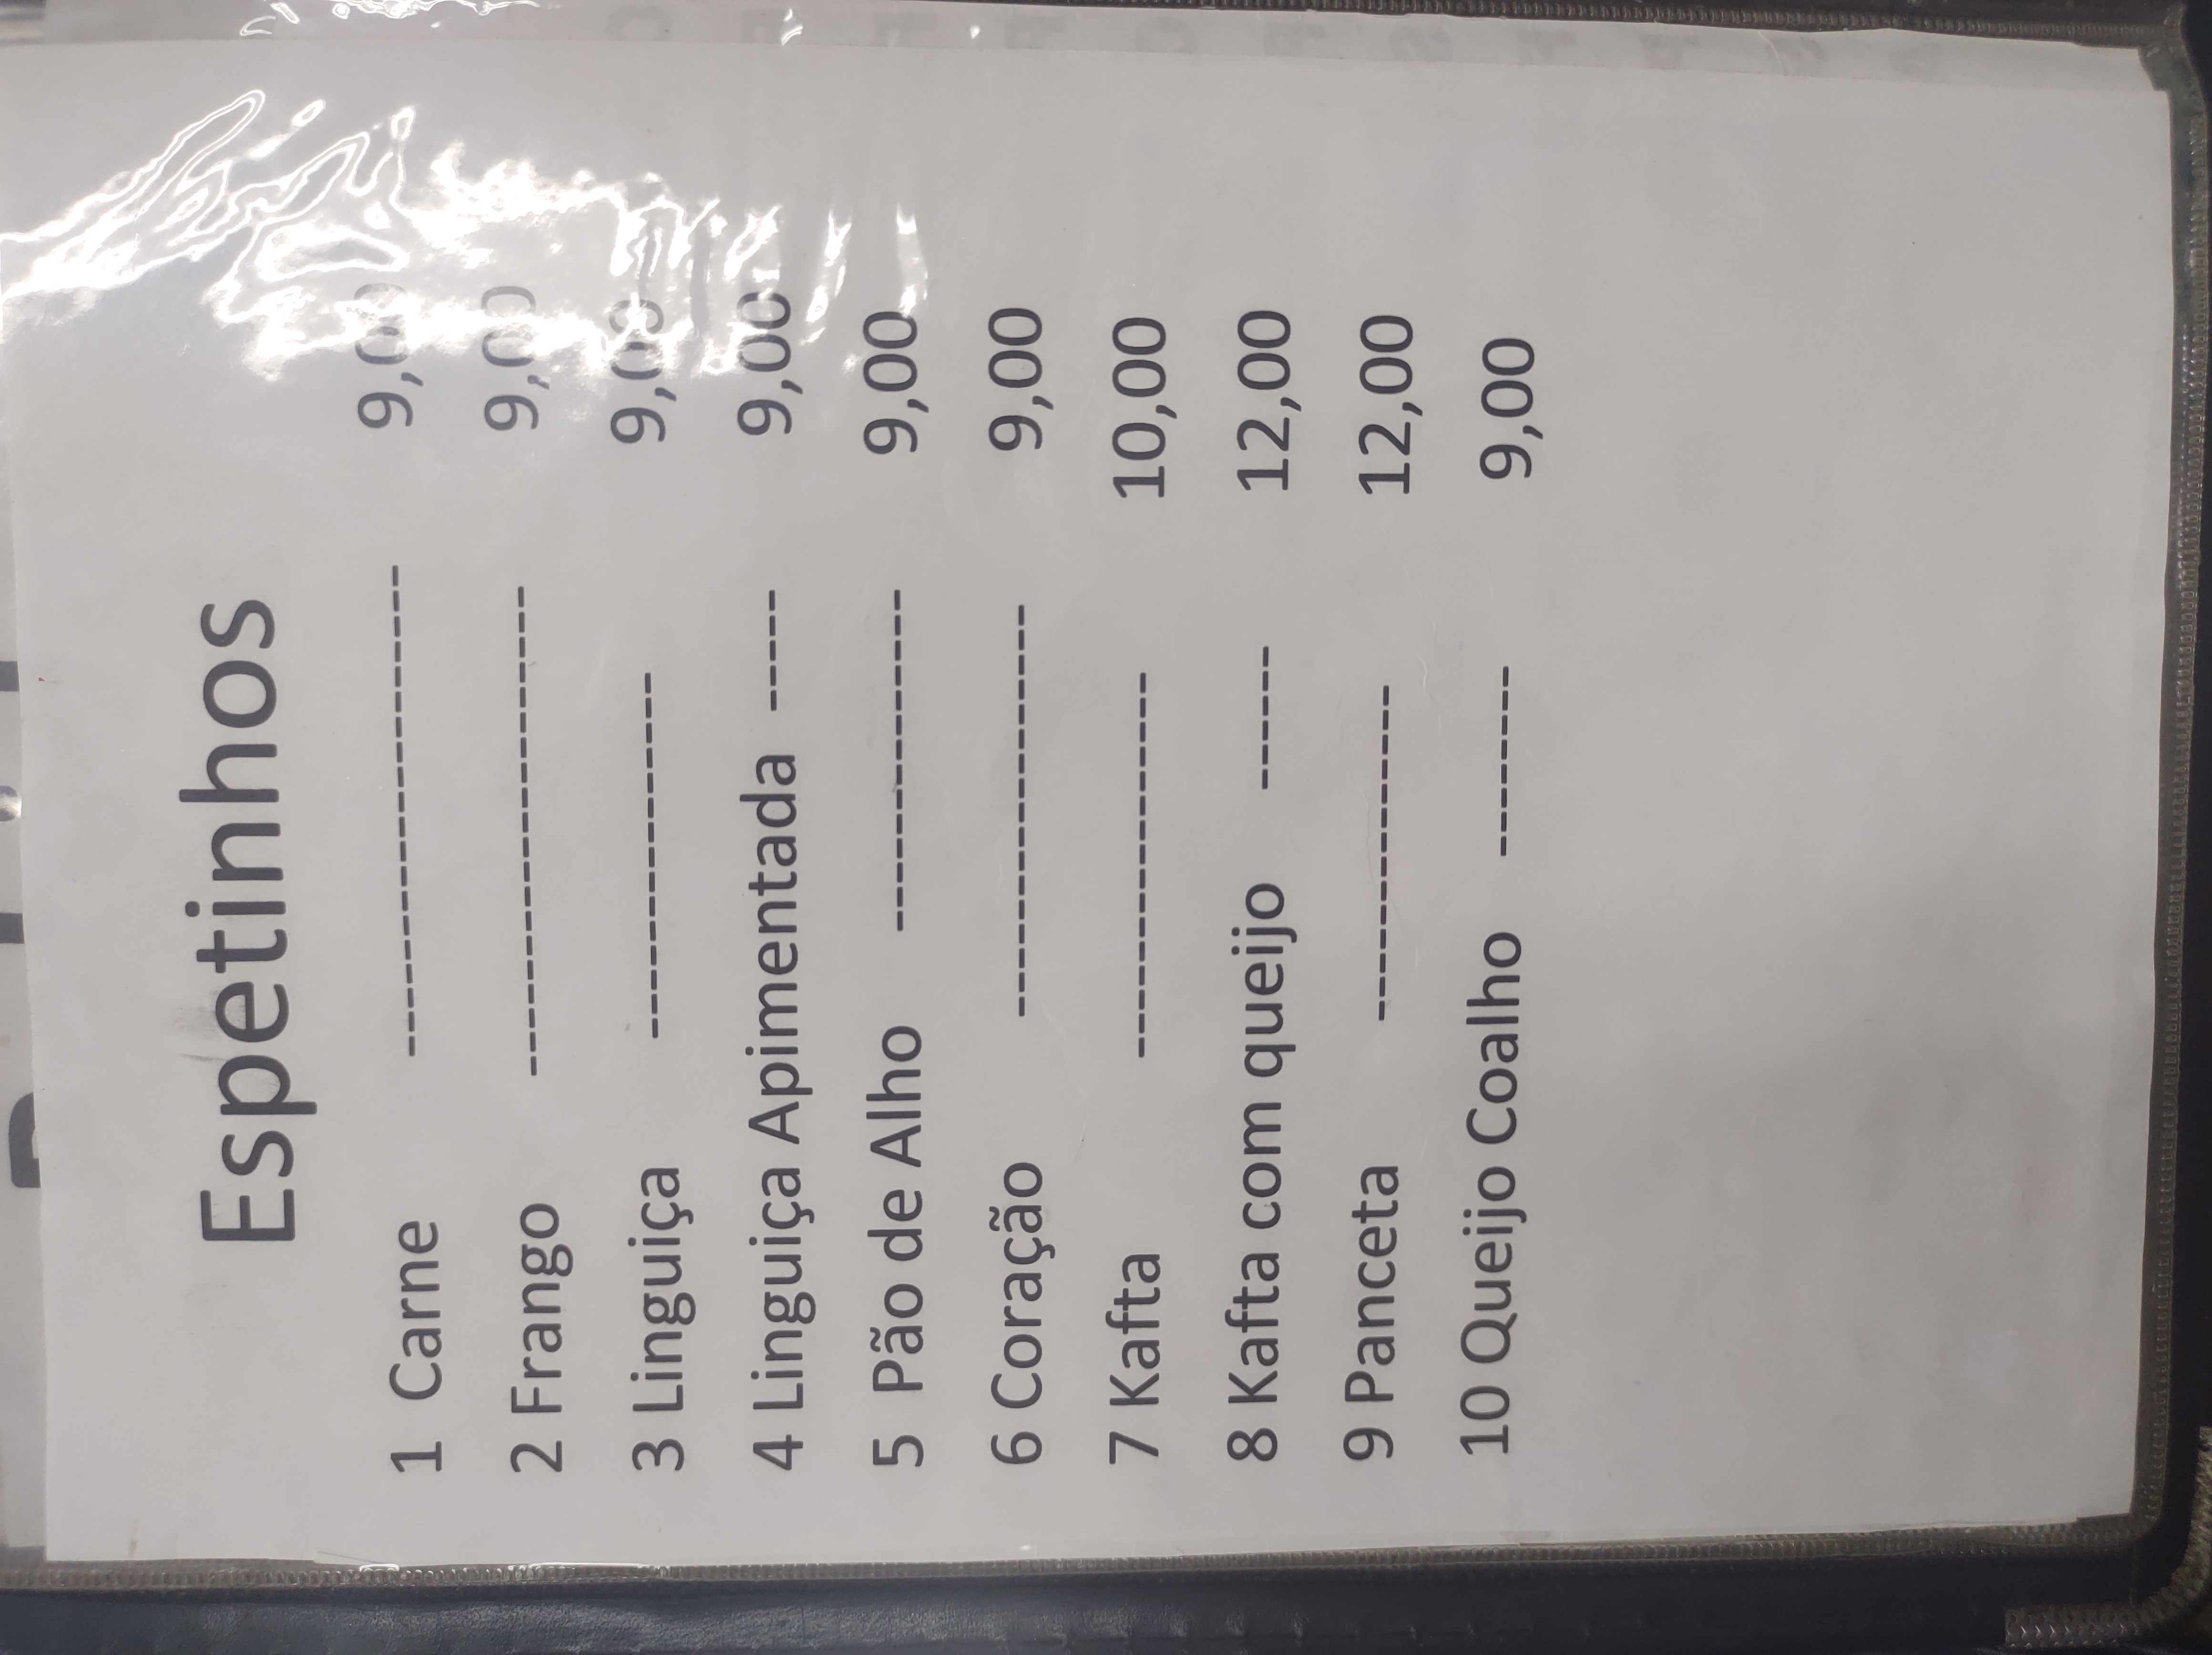 Espetinhos
1 Carne -------------------- 9,00
2 Frango -------------------- 9,00
3 Linguiça --------------- 9,00
4 Linguiça Apimentada ----- 9,00
5 Pão de Alho -------------- 9,00
6 Coração ----------------- 9,00
7 Kafta ---------------- 10,00
8 Kafta com queijo ------ 12,00
9 Panceta -------------- 12,00
10 Queijo Coalho -------- 9,00